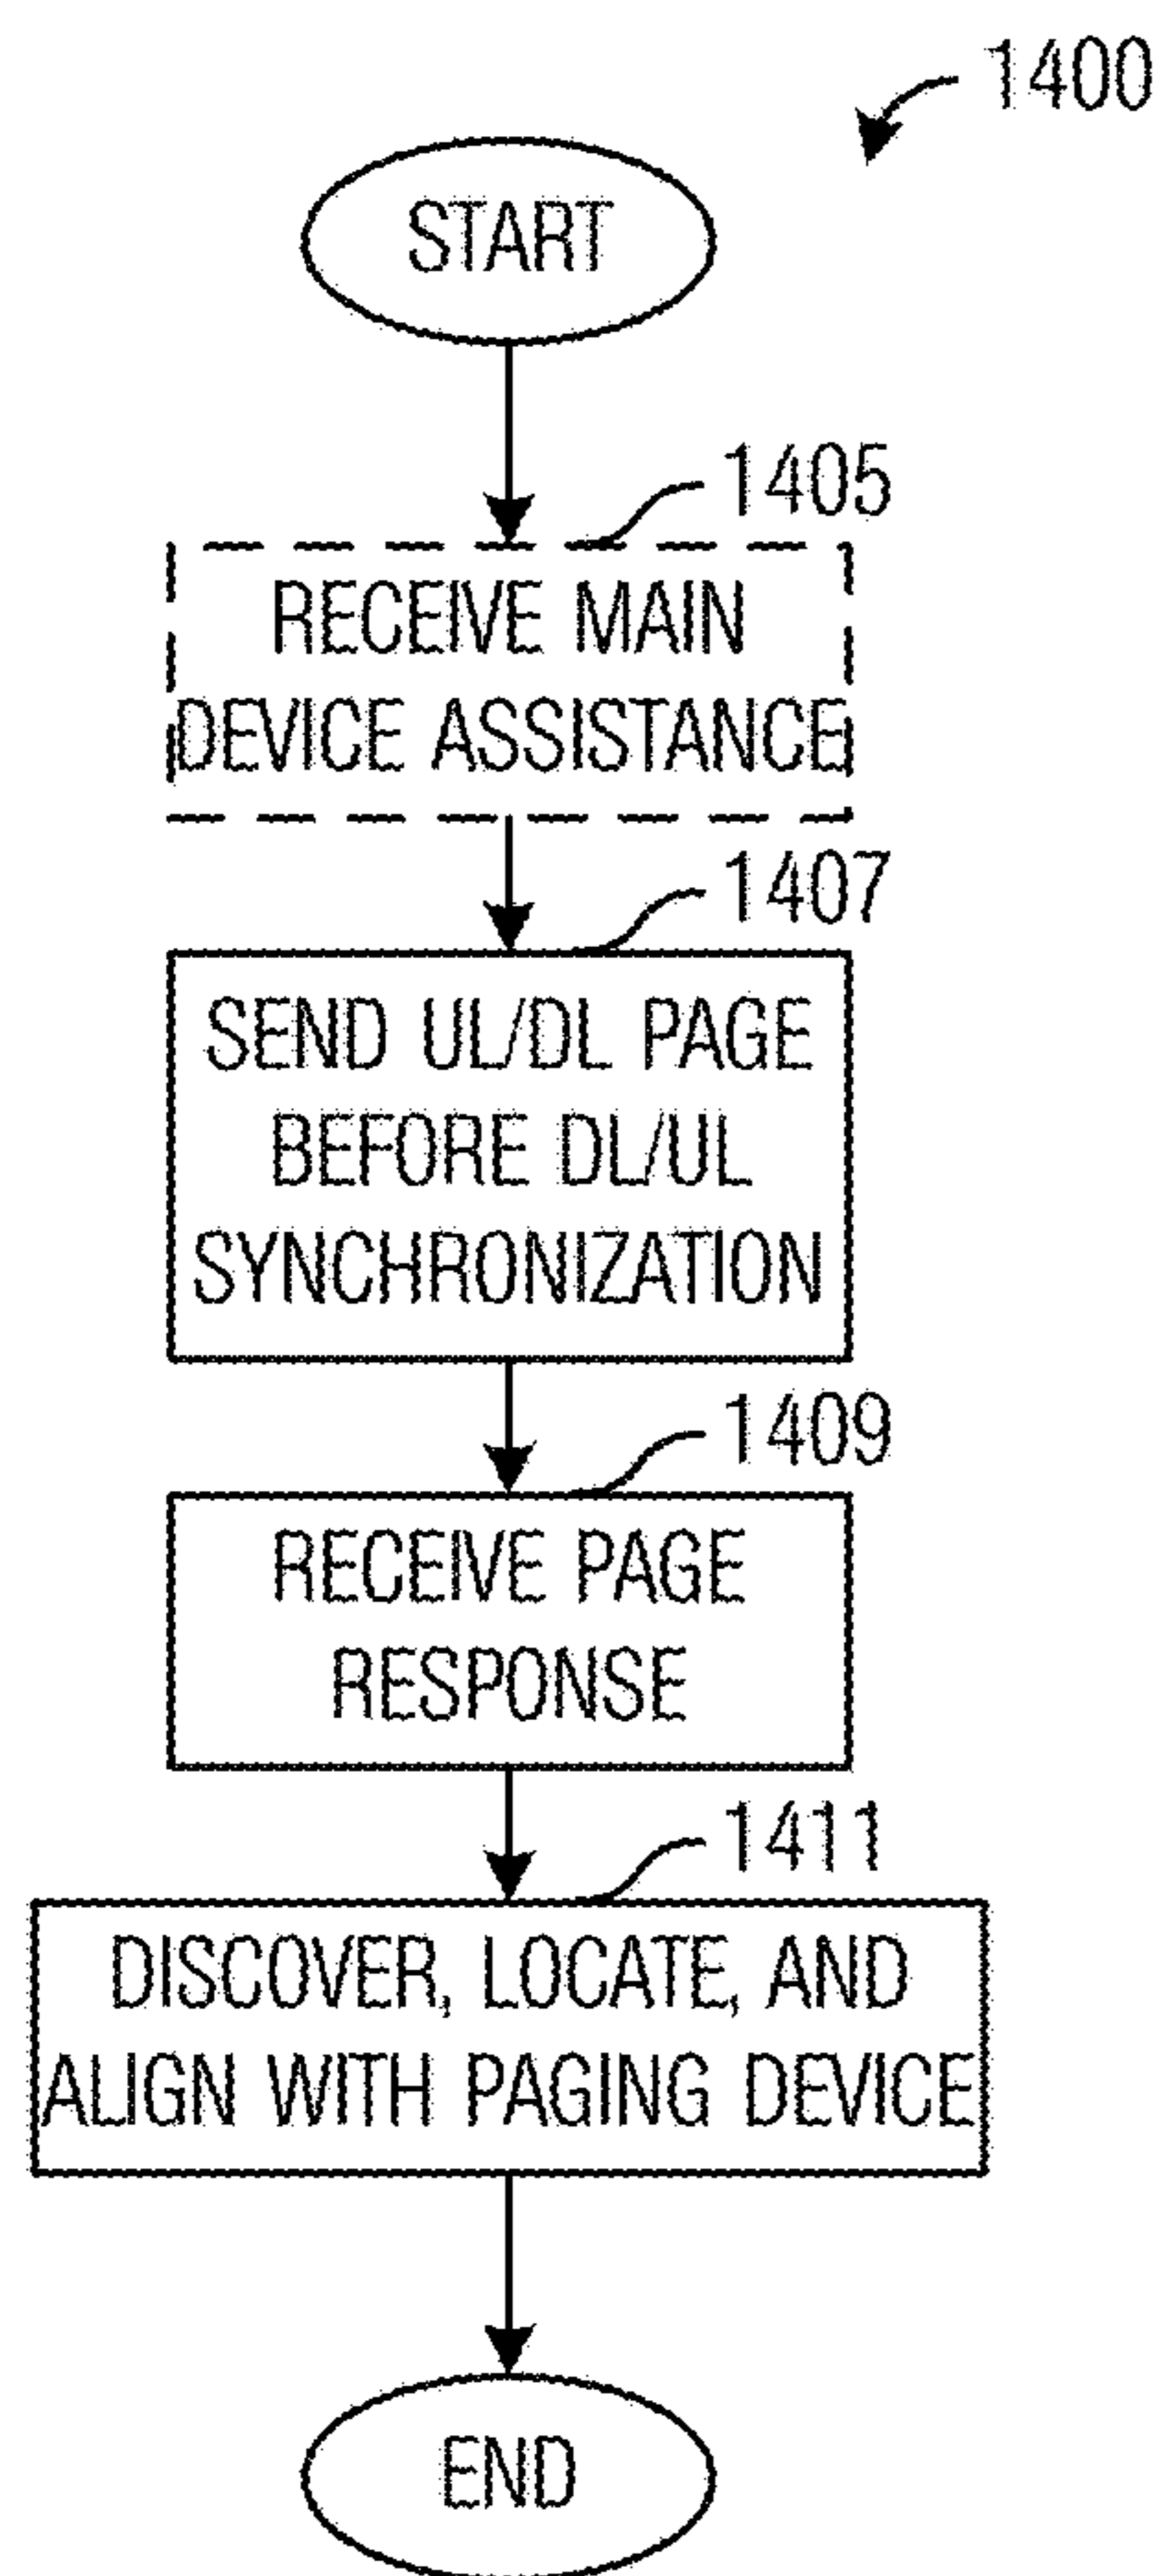 1400
START
1405
RECEIVE MAIN
DEVICE ASSISTANCE
1407
SEND UL/DL PAGE
BEFORE DL/UL
SYNCHRONIZATION
1409
RECEIVE PAGE
RESPONSE
1411
DISCOVER, LOCATE, AND
ALIGN WITH PAGING DEVICE
END